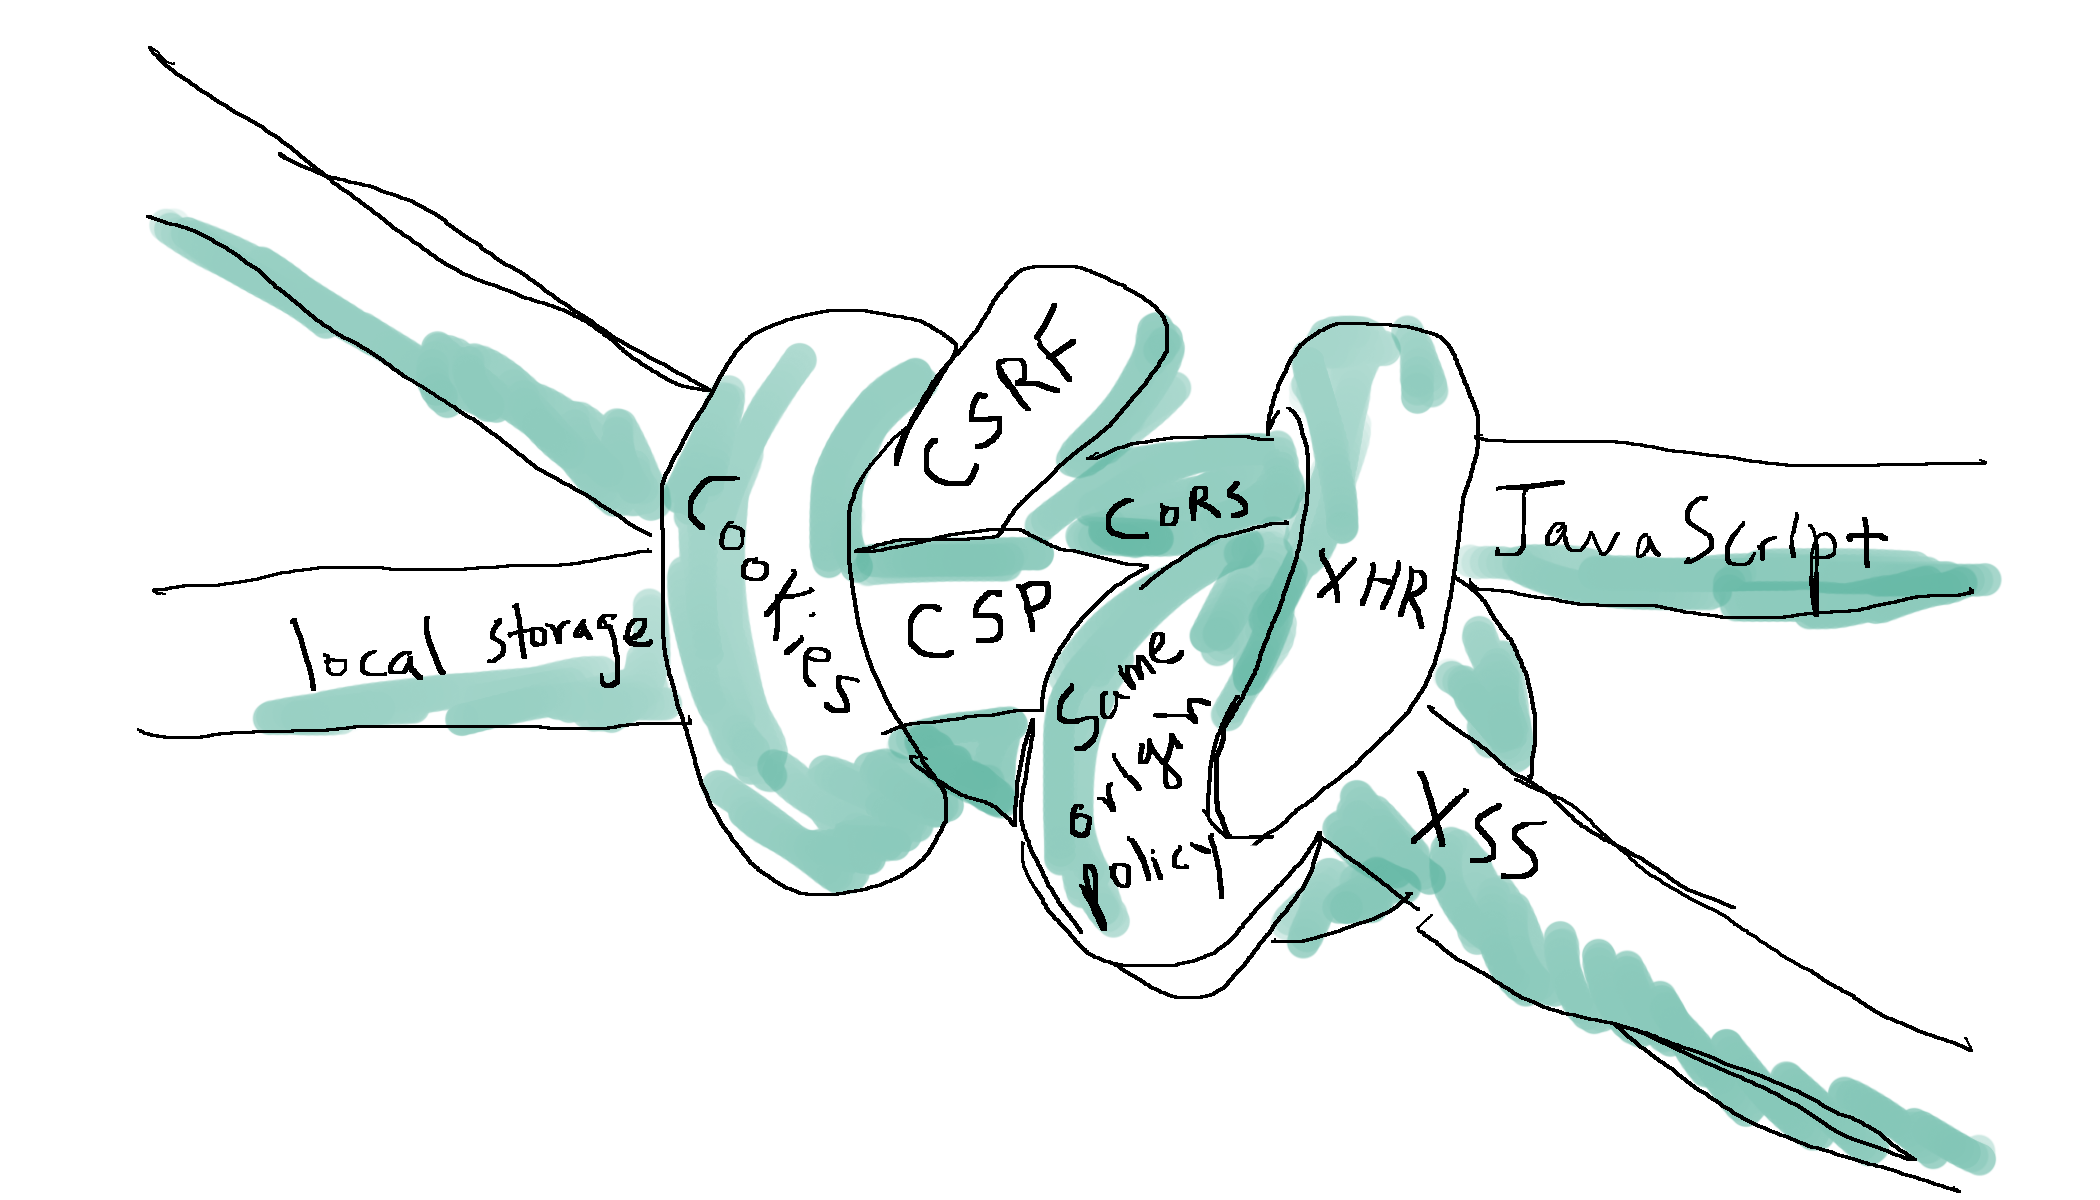 local storage
Cookies
CSRF
CORS
CSP
Same
origin
policy
XHR
JavaScript
XSS